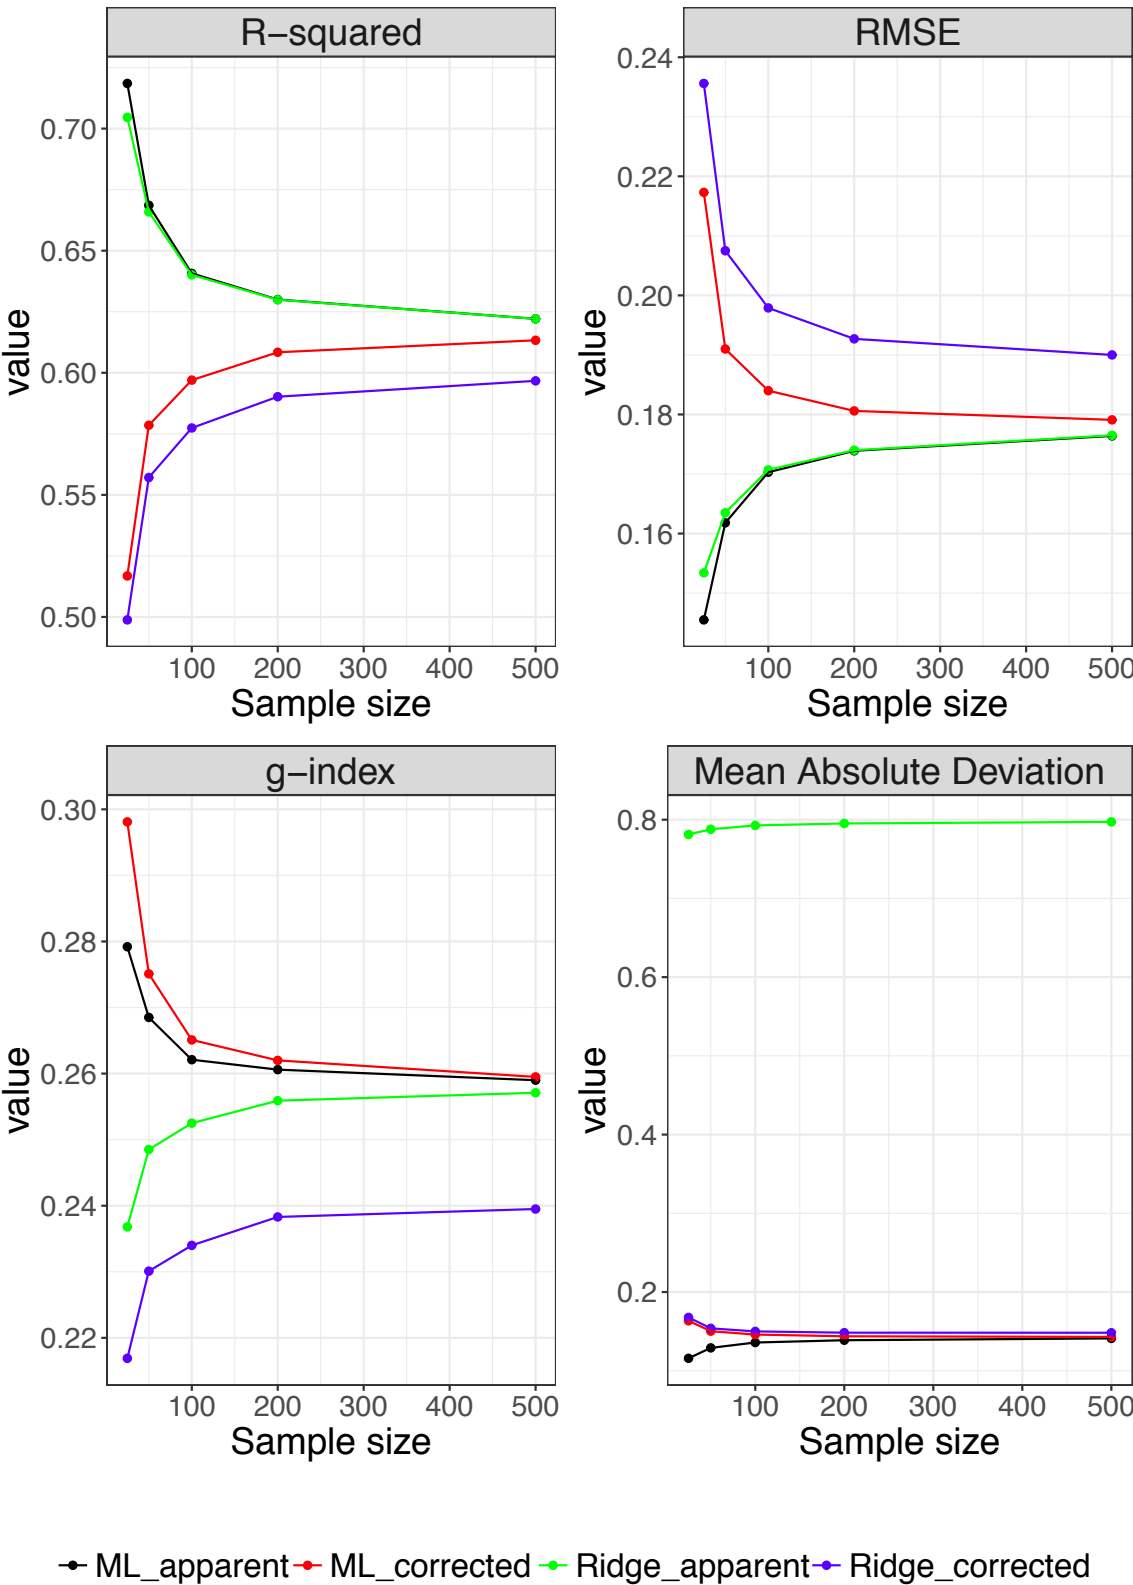 R−squared
RMSE
0.70
0.65
0.60
0.55
0.50
value
100 200 300 400 500
Sample size
0.24
0.22
0.20
0.18
0.16
value
100 200 300 400 500
Sample size
g−index
Mean Absolute Deviation
0.30
0.28
0.26
0.24
0.22
value
100 200 300 400 500
Sample size
0.8
0.6
0.4
0.2
value
100 200 300 400 500
Sample size
ML_apparent ML_corrected Ridge_apparent Ridge_corrected